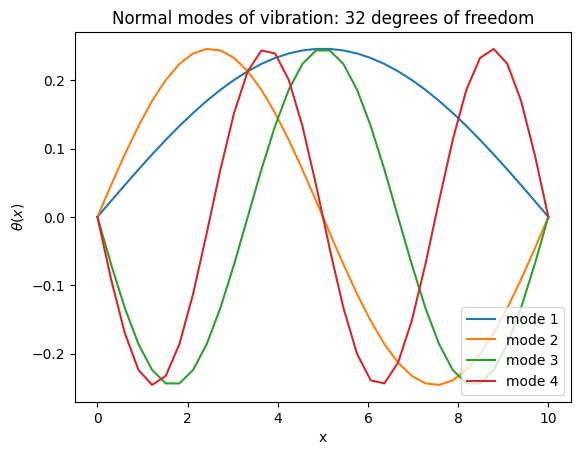 Normal modes of vibration: 32 degrees of freedom
θ(x)
0.2
0.1
0.0
−0.1
−0.2
0 2 4 6 8 10
x
mode 1
mode 2
mode 3
mode 4